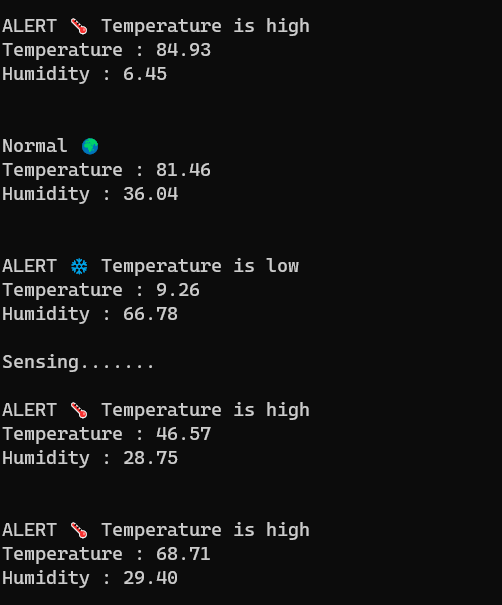 ALERT 🌡️ Temperature is high
Temperature : 84.93
Humidity : 6.45
Normal 🌍
Temperature : 81.46
Humidity : 36.04
ALERT ❄️ Temperature is low
Temperature : 9.26
Humidity : 66.78
Sensing.......
ALERT 🌡️ Temperature is high
Temperature : 46.57
Humidity : 28.75
ALERT 🌡️ Temperature is high
Temperature : 68.71
Humidity : 29.40